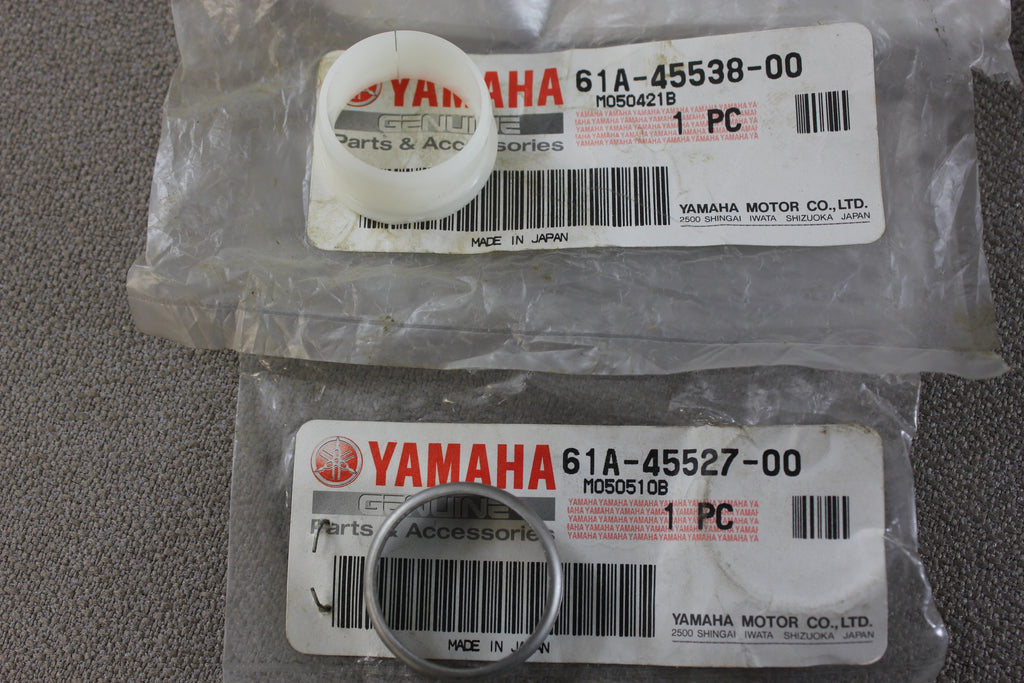 YAMAHA 61A-45538-00
M050421B
GENUINE
1 PC
Parts & Accessories
YAMAHA MOTOR CO.,LTD.
2500 SHINGAI IWATA SHIZUOKA JAPAN
MADE IN JAPAN
YAMAHA 61A-45527-00
M050510B
GENUINE
1 PC
Parts & Accessories
YAMAHA MOTOR CO.,LTD.
2500 SHINGAI IWATA SHIZUOKA JAPAN
MADE IN JAPAN